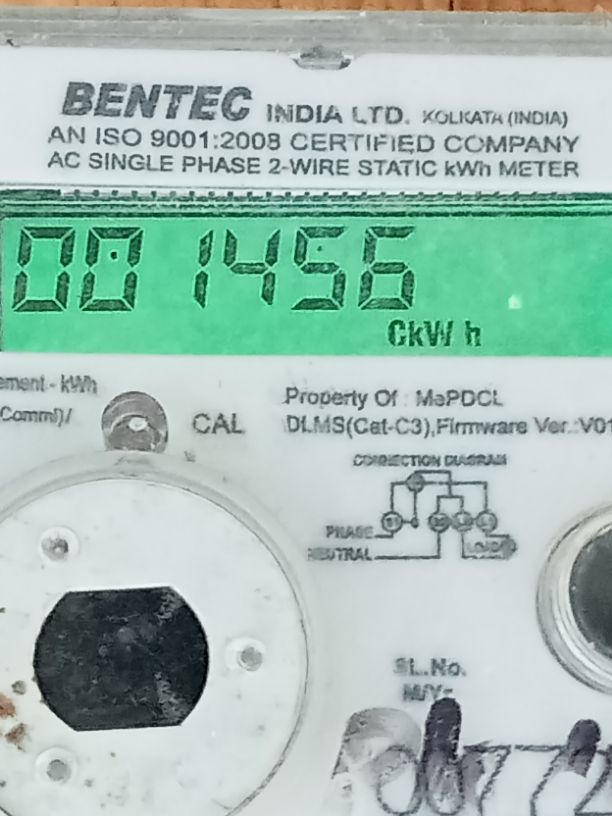 BENTEC INDIA LTD. KOLKATA (INDIA)
AN ISO 9001:2008 CERTIFIED COMPANY
AC SINGLE PHASE 2-WIRE STATIC kWh METER
001456
CkW h
ement - kWh
Comml)/
CAL
Property Of : MePDCL
DLMS(Cat-C3),Firmware Ver.:V01
CONNECTION DIAGRAM
PHASE
NEUTRAL
LOAD
SL.No.
M/Yr